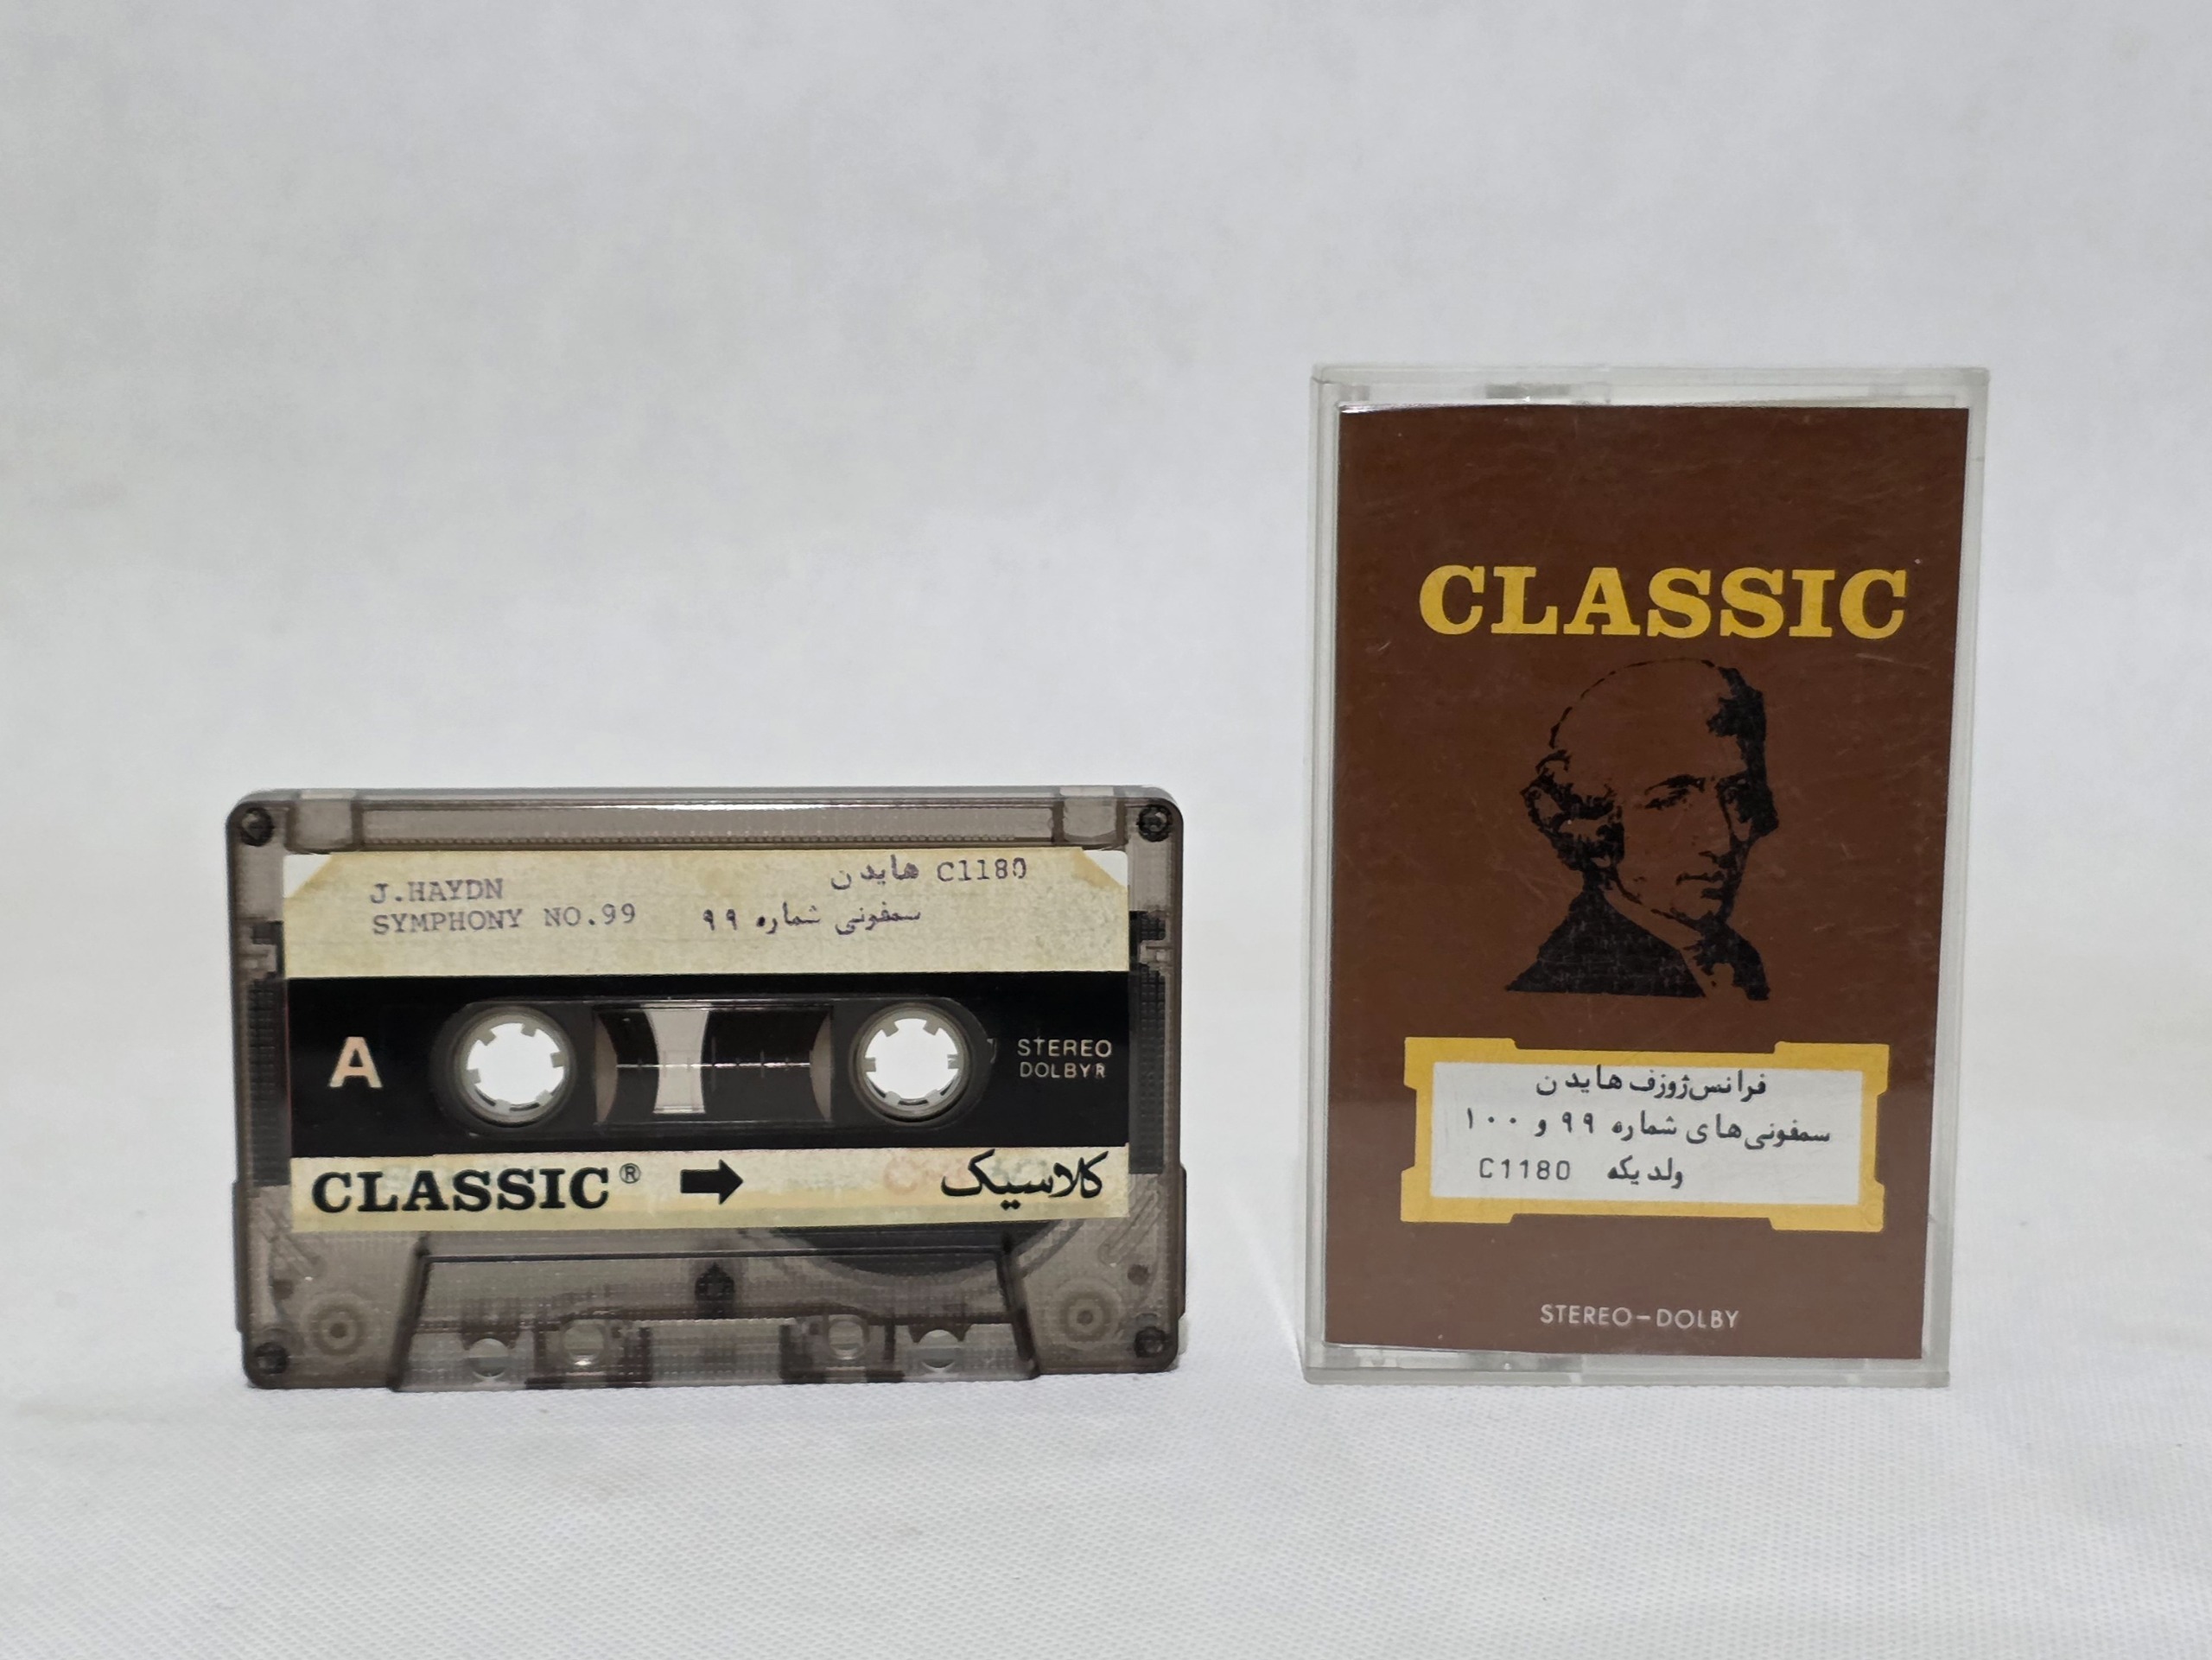 J.HAYDN
SYMPHONY NO.99
هایدن C1180
سمفونی شماره ۹۹
A
STEREO
DOLBY R
CLASSIC®
کلاسیک
CLASSIC
فرانس ژوزف هایدن
سمفونی های شماره ۹۹ و ۱۰۰
ولدیکه C1180
STEREO-DOLBY